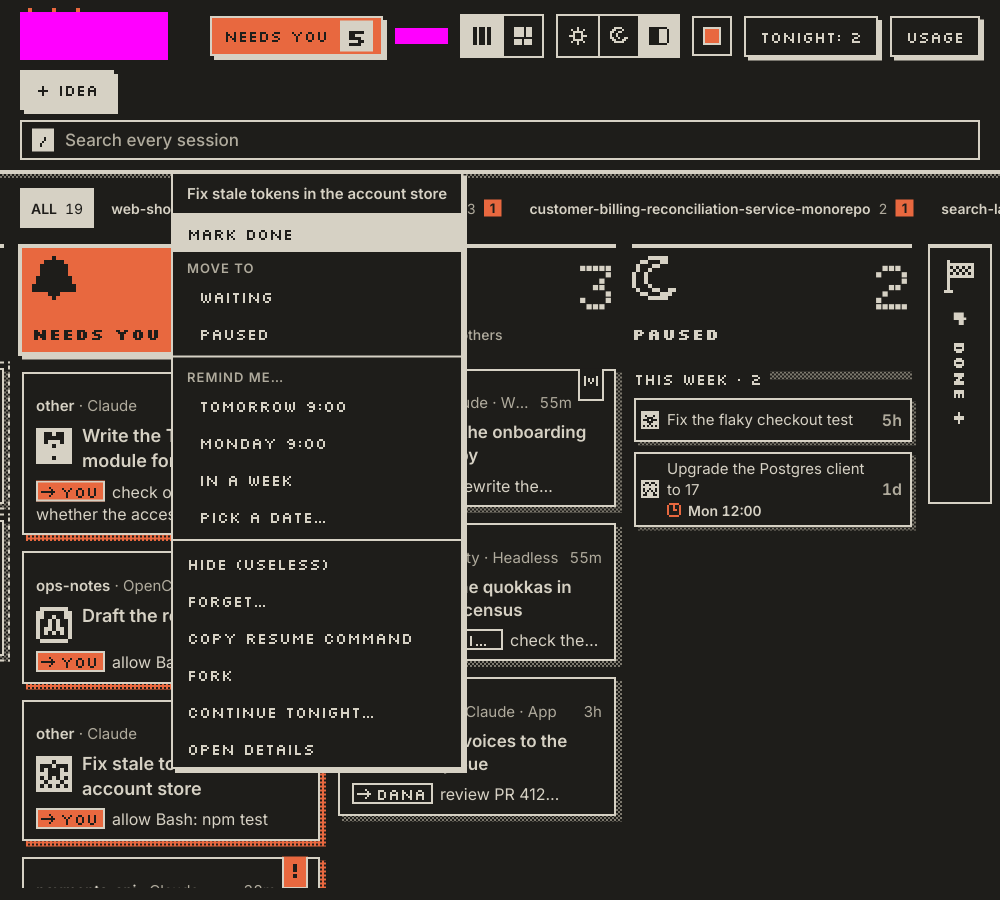 NEEDS YOU 5
TONIGHT: 2
USAGE
+ IDEA
/ Search every session
ALL 19
web-sho
3 1
customer-billing-reconciliation-service-monorepo 2 1
search-la
Fix stale tokens in the account store
MARK DONE
MOVE TO
WAITING
PAUSED
REMIND ME…
TOMORROW 9:00
MONDAY 9:00
IN A WEEK
PICK A DATE…
HIDE (USELESS)
FORGET…
COPY RESUME COMMAND
FORK
CONTINUE TONIGHT…
OPEN DETAILS
NEEDS YOU
other · Claude
Write the T
module for
→ YOU check o
whether the acces
ops-notes · OpenC
Draft the re
→ YOU allow Ba
other · Claude
Fix stale to
account store
→ YOU allow Bash: npm test
!
3
thers
de · W… 55m
he onboarding
py
ewrite the…
ty · Headless 55m
e quokkas in
census
check the…
Claude · App 3h
voices to the
ue
→ DANA review PR 412…
2
PAUSED
THIS WEEK · 2
Fix the flaky checkout test 5h
Upgrade the Postgres client
to 17 1d
Mon 12:00
4 DONE +